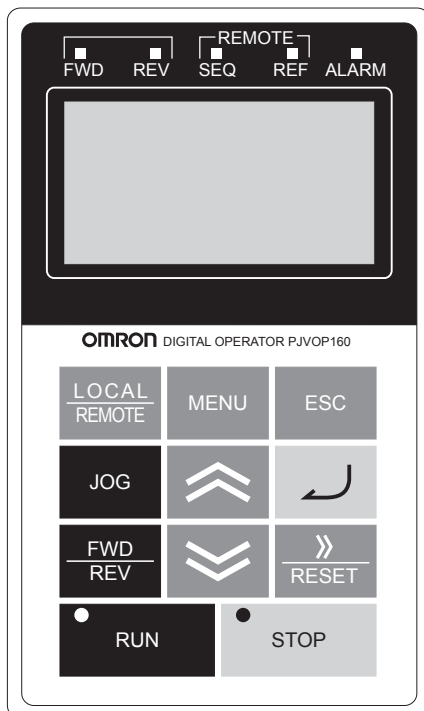 REMOTE
FWD REV SEQ REF ALARM
OMRON DIGITAL OPERATOR PJVOP160
LOCAL
REMOTE
MENU
ESC
JOG
FWD
REV
RESET
RUN
STOP